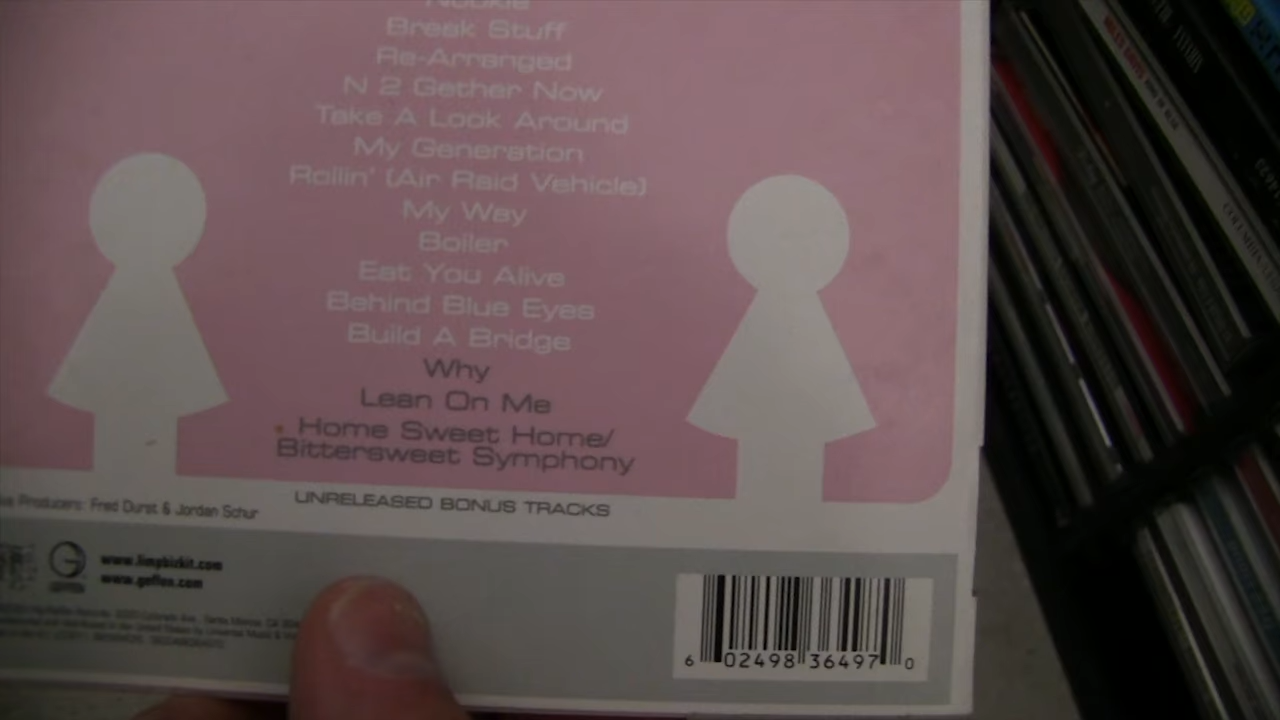 Nookie
Break Stuff
Re-Arranged
N 2 Gether Now
Take A Look Around
My Generation
Rollin' (Air Raid Vehicle)
My Way
Boiler
Eat You Alive
Behind Blue Eyes
Build A Bridge
Why
Lean On Me
Home Sweet Home/
Bittersweet Symphony
UNRELEASED BONUS TRACKS
Producers: Fred Durst & Jordan Schur
www.limpbizkit.com
www.geffen.com
6 02498 36497 0